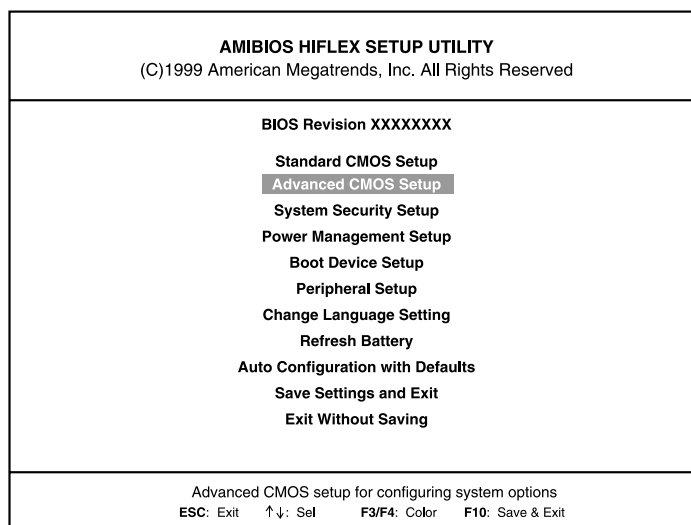 AMIBIOS HIFLEX SETUP UTILITY
(C)1999 American Megatrends, Inc. All Rights Reserved
BIOS Revision XXXXXXXX
Standard CMOS Setup
Advanced CMOS Setup
System Security Setup
Power Management Setup
Boot Device Setup
Peripheral Setup
Change Language Setting
Refresh Battery
Auto Configuration with Defaults
Save Settings and Exit
Exit Without Saving
Advanced CMOS setup for configuring system options
ESC: Exit ↑↓: Sel F3/F4: Color F10: Save & Exit